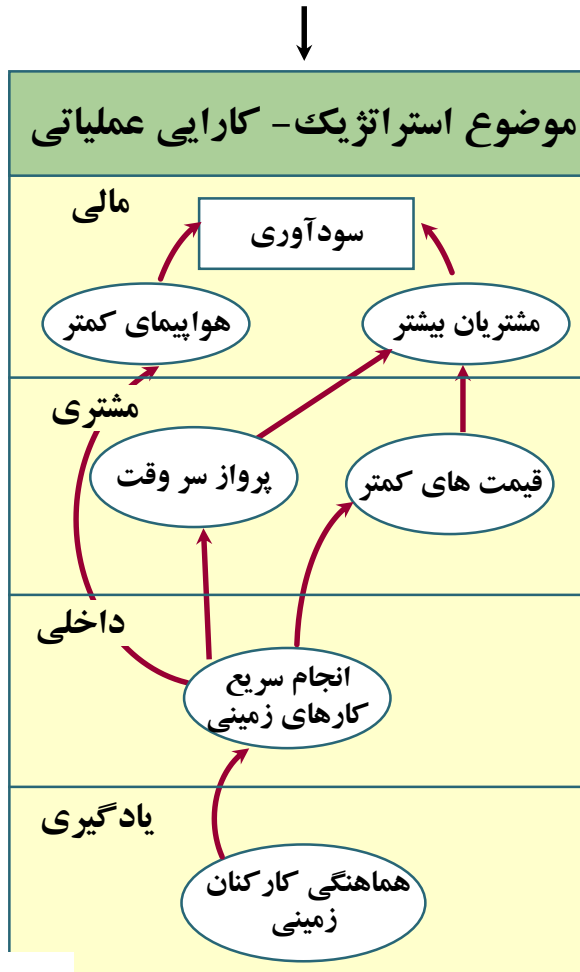 موضوع استراتژیک- کارایی عملیاتی
مالی
سودآوری
مشتریان بیشتر
هواپیمای کمتر
مشتری
قیمت های کمتر
پرواز سر وقت
داخلی
انجام سریع
کارهای زمینی
یادگیری
هماهنگی کارکنان
زمینی